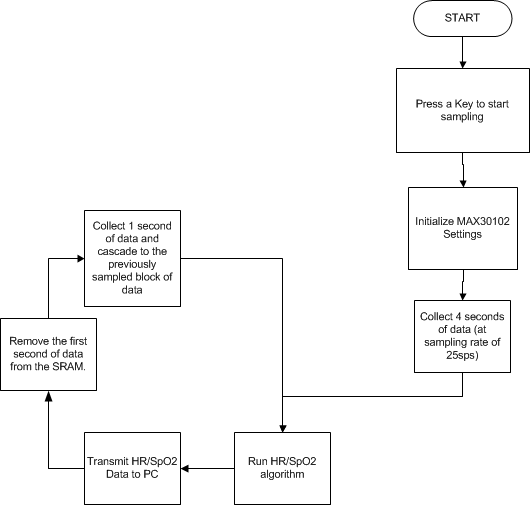 START
Press a Key to start
sampling
Initialize MAX30102
Settings
Collect 4 seconds
of data (at
sampling rate of
25sps)
Run HR/SpO2
algorithm
Transmit HR/SpO2
Data to PC
Remove the first
second of data
from the SRAM.
Collect 1 second
of data and
cascade to the
previously
sampled block of
data